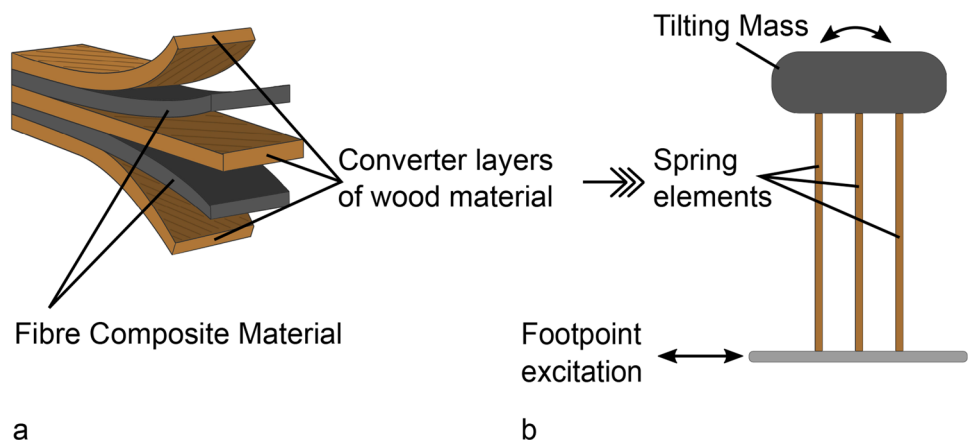 Tilting Mass
Converter layers
of wood material
Spring
elements
Fibre Composite Material
Footpoint
excitation
a
b